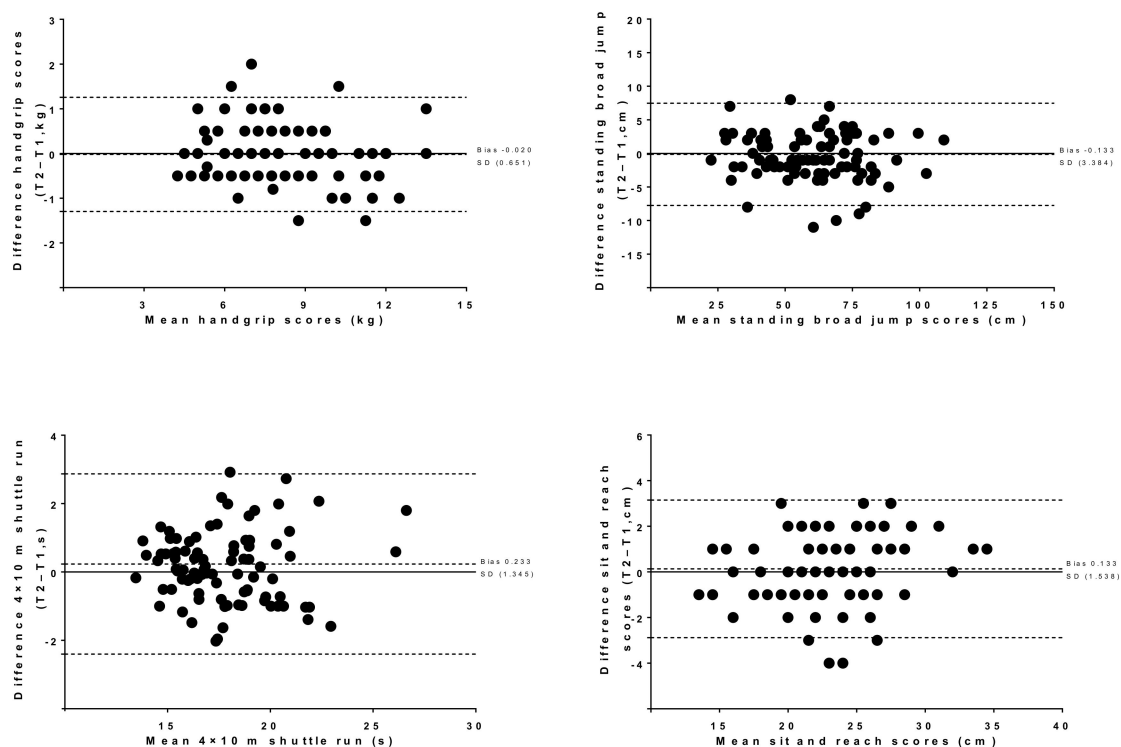 Difference handgrip scores
(T2−T1,kg)
3
2
1
0
-1
-2
3
6
9
12
15
Mean handgrip scores (kg)
Bias -0.020
SD (0.651)
Difference standing broad jump
(T2−T1,cm)
20
15
10
5
0
-5
-10
-15
25
50
75
100
125
150
Mean standing broad jump scores (cm)
Bias -0.133
SD (3.384)
Difference 4×10 m shuttle run
(T2−T1,s)
4
2
0
-2
15
20
25
30
Mean 4×10 m shuttle run (s)
Bias 0.233
SD (1.345)
Difference sit and reach
scores (T2−T1,cm)
6
4
2
0
-2
-4
15
20
25
30
35
40
Mean sit and reach scores (cm)
Bias 0.133
SD (1.538)